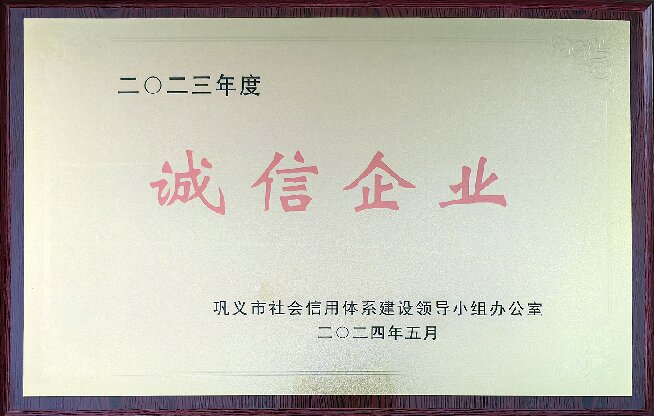 二〇二三年度
诚信企业
巩义市社会信用体系建设领导小组办公室
二〇二四年五月